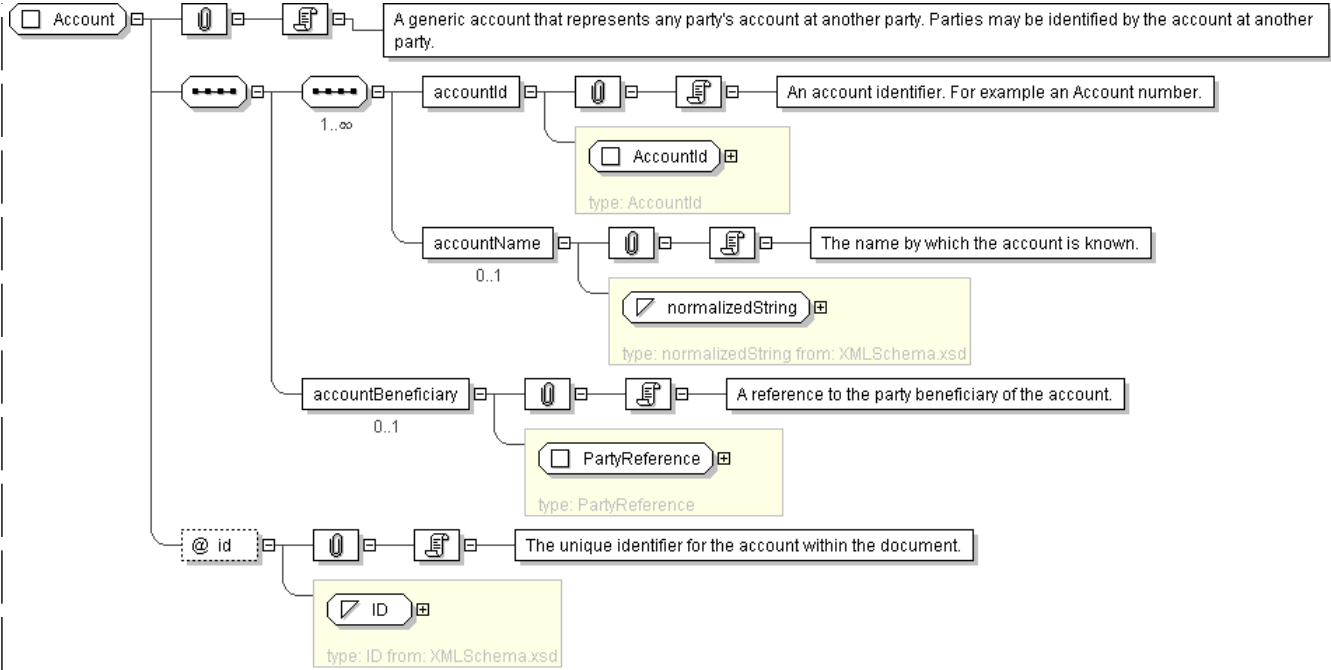 Account
A generic account that represents any party's account at another party. Parties may be identified by the account at another
party.
accountId
An account identifier. For example an Account number.
1..∞
AccountId
type: AccountId
accountName
The name by which the account is known.
0..1
normalizedString
type: normalizedString from: XMLSchema.xsd
accountBeneficiary
A reference to the party beneficiary of the account.
0..1
PartyReference
type: PartyReference
@ id
The unique identifier for the account within the document.
ID
type: ID from: XMLSchema.xsd